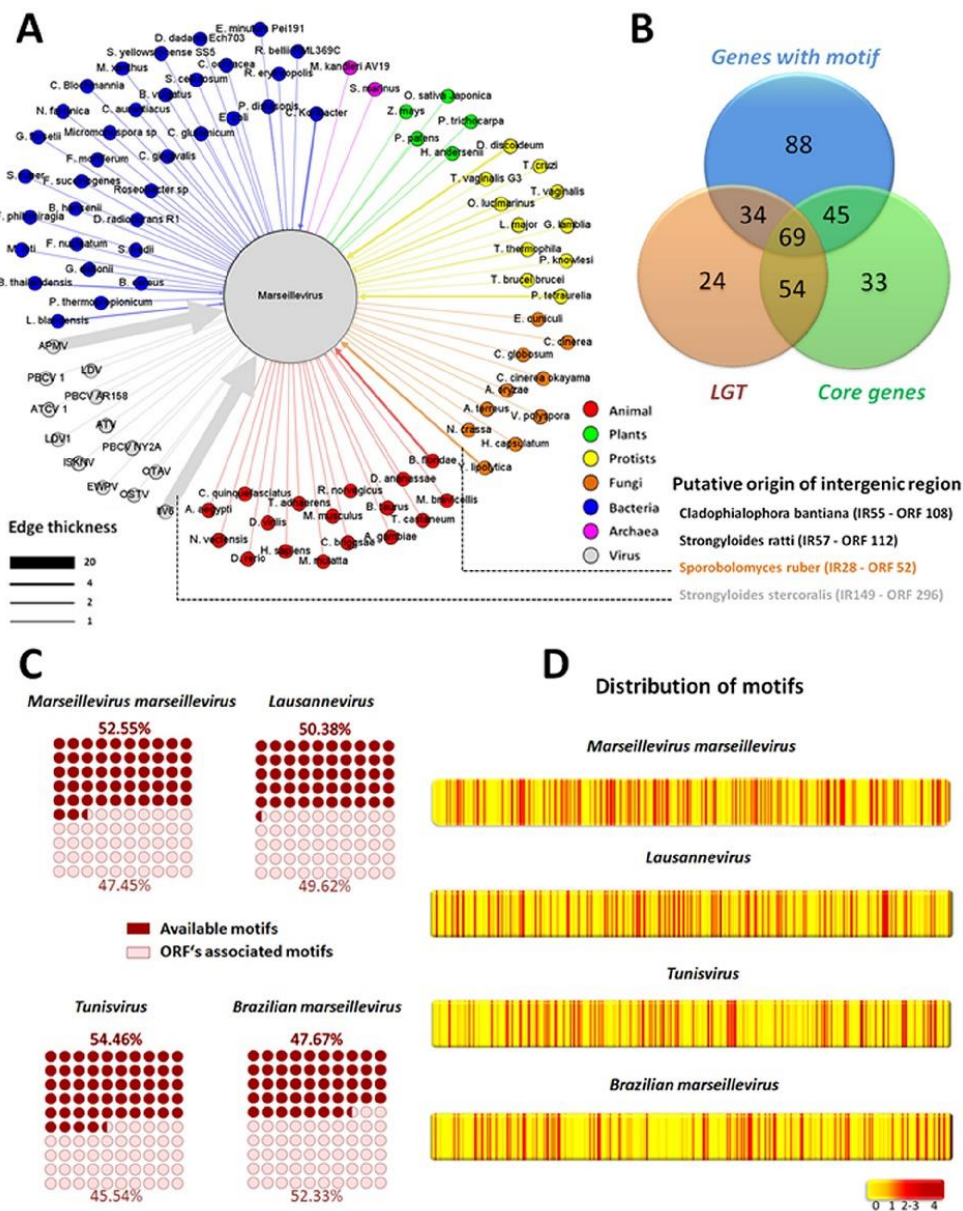 A
E. minutum Pei191
D. dadantii Ech703
R. bellii
ML369C
S. yellowstonense SS5
M. xanthus
M. kandleri AV19
S. marinus
C. Blochmannia
S. cellulosum
R. erythropolis
B. vulgatus
C. aurantiacus
E. coli
P. distasonis
C. Koribacter
O. sativa Japonica
Z. mays
P. trichocarpa
Micromonospora sp
C. glutamicum
P. patens
H. andersenii
D. discoideum
F. moniliferum
C. gingivalis
T. cruzi
T. vaginalis G3
F. succinogenes
Roseobacter sp
T. vaginalis
O. lucimarinus
B. henselii
D. radiodurans R1
L. major
G. lamblia
F. nucleatum
T. thermophila
P. knowlesi
B. thailandensis
B. cereus
T. brucei brucei
P. thermopropionicum
P. tetraurelia
L. blandensis
Marseillevirus
E. cuniculi
APMV
C. cinerea
C. globosum
PBCV 1
LDV
PBCV AR158
C. cinerea okayama
A. oryzae
ATCV 1
ATV
A. terreus
V. polyspora
LDV1
PBCV NY2A
N. crassa
ISKNV
H. capsulatum
OTAV
Y. lipolytica
EWPV
OSTV
EV6
B. floridae
D. ananassae
C. quinquefasciatus
R. norvegicus
M. brevicollis
A. aegypti
T. adhaerens
B. taurus
D. virilis
M. musculus
T. castaneum
N. vectensis
C. briggsae
A. gambiae
H. sapiens
D. rerio
M. mulatta
Edge thickness
20
4
2
1
Animal
Plants
Protists
Fungi
Bacteria
Archaea
Virus
B
Genes with motif
88
34
45
69
24
54
33
LGT
Core genes
Putative origin of intergenic region
Cladophialophora bantiana (IR55 - ORF 108)
Strongyloides ratti (IR57 - ORF 112)
Sporobolomyces ruber (IR28 - ORF 52)
Strongyloides stercoralis (IR149 - ORF 296)
C
Marseillevirus marseillevirus
52.55%
47.45%
Lausannevirus
50.38%
49.62%
Available motifs
ORF's associated motifs
Tunisvirus
54.46%
45.54%
Brazilian marseillevirus
47.67%
52.33%
D
Distribution of motifs
Marseillevirus marseillevirus
Lausannevirus
Tunisvirus
Brazilian marseillevirus
0 1 2-3 4